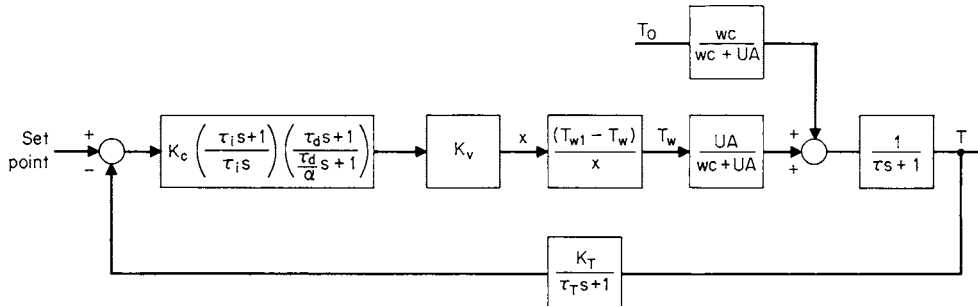 T₀
wc
wc + UA
Set
point
+
−
K_c ( τ_i s+1 / τ_i s ) ( τ_d s+1 / (τ_d/α) s+1 )
K_v
x
(T_w1 − T_w)
x
T_w
UA
wc + UA
+
+
1
τs + 1
T
K_T
τ_T s+1